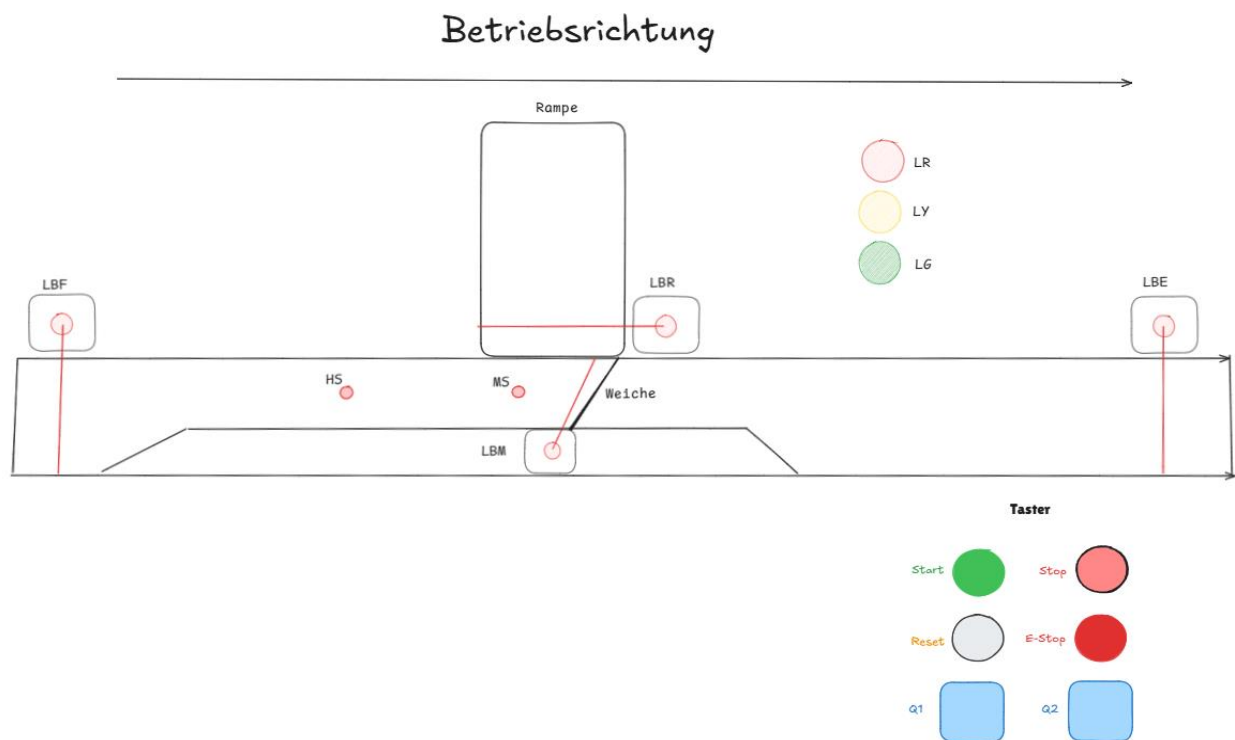 Betriebsrichtung
Rampe
LR
LY
LG
LBF
LBR
LBE
HS
MS
Weiche
LBM
Taster
Start
Stop
Reset
E-Stop
Q1
Q2